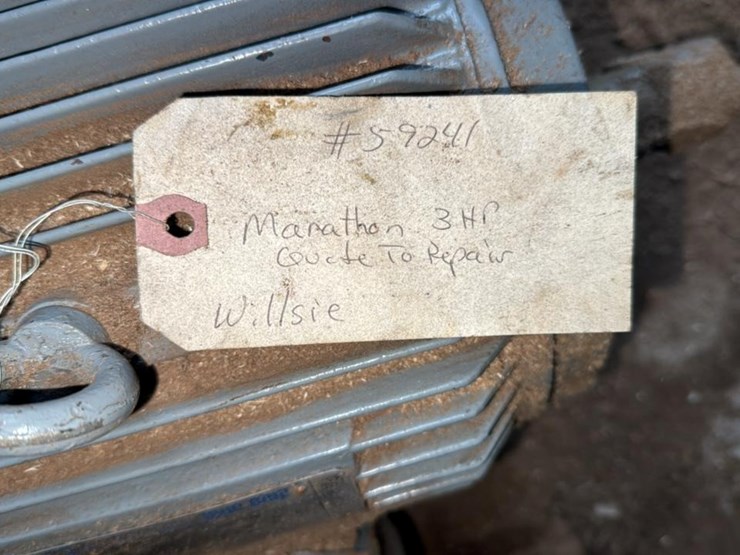 #59241
Marathon 3HP
Quote To Repair
Willsie